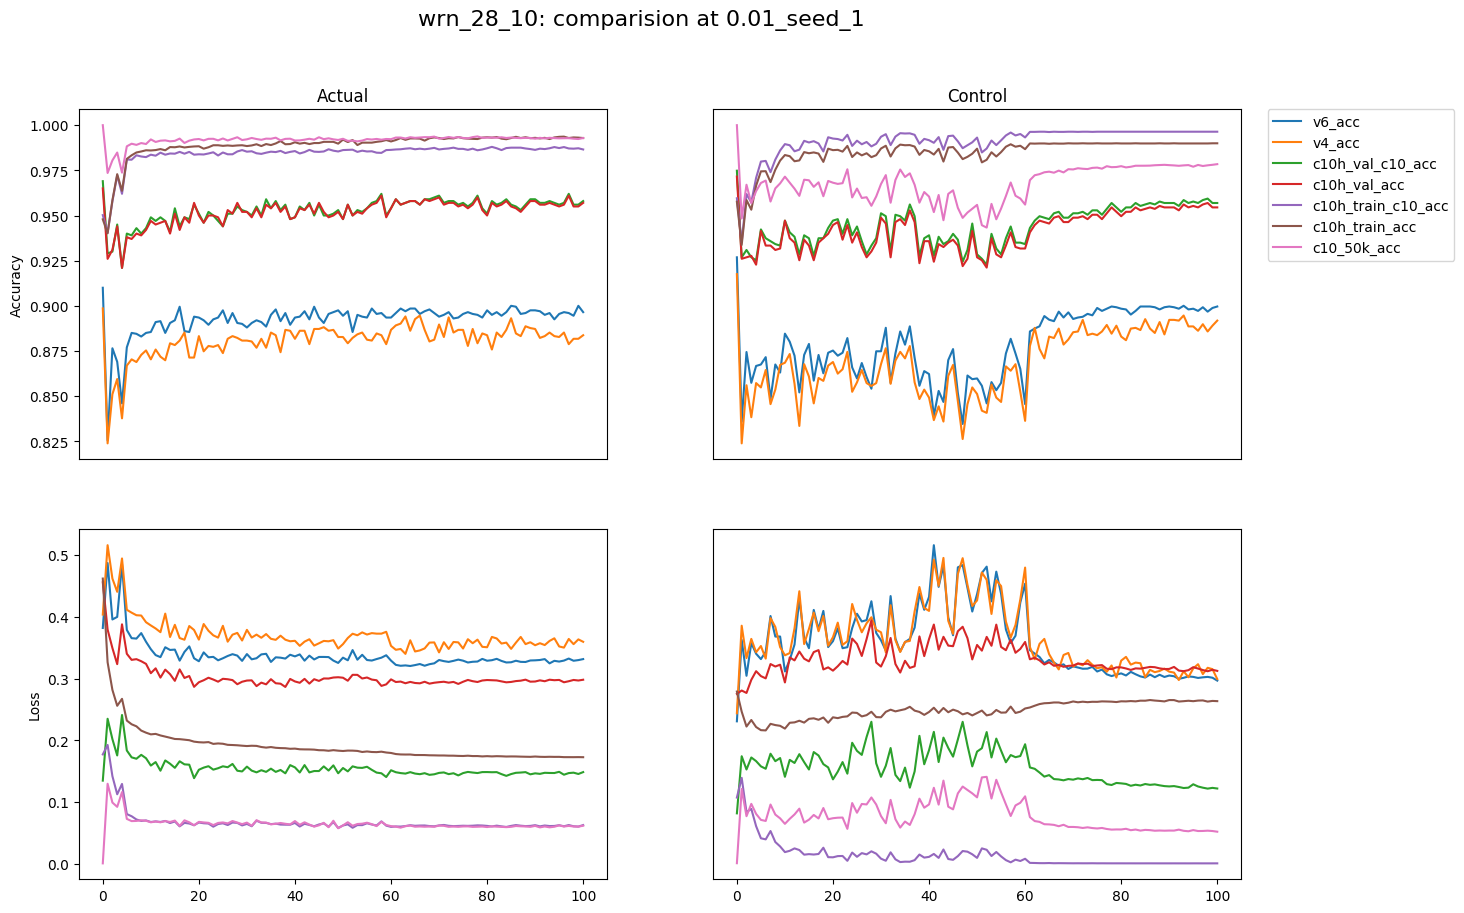 wrn_28_10: comparision at 0.01_seed_1
Actual
Control
Accuracy
1.000
0.975
0.950
0.925
0.900
0.875
0.850
0.825
v6_acc
v4_acc
c10h_val_c10_acc
c10h_val_acc
c10h_train_c10_acc
c10h_train_acc
c10_50k_acc
Loss
0.5
0.4
0.3
0.2
0.1
0.0
0 20 40 60 80 100
0 20 40 60 80 100